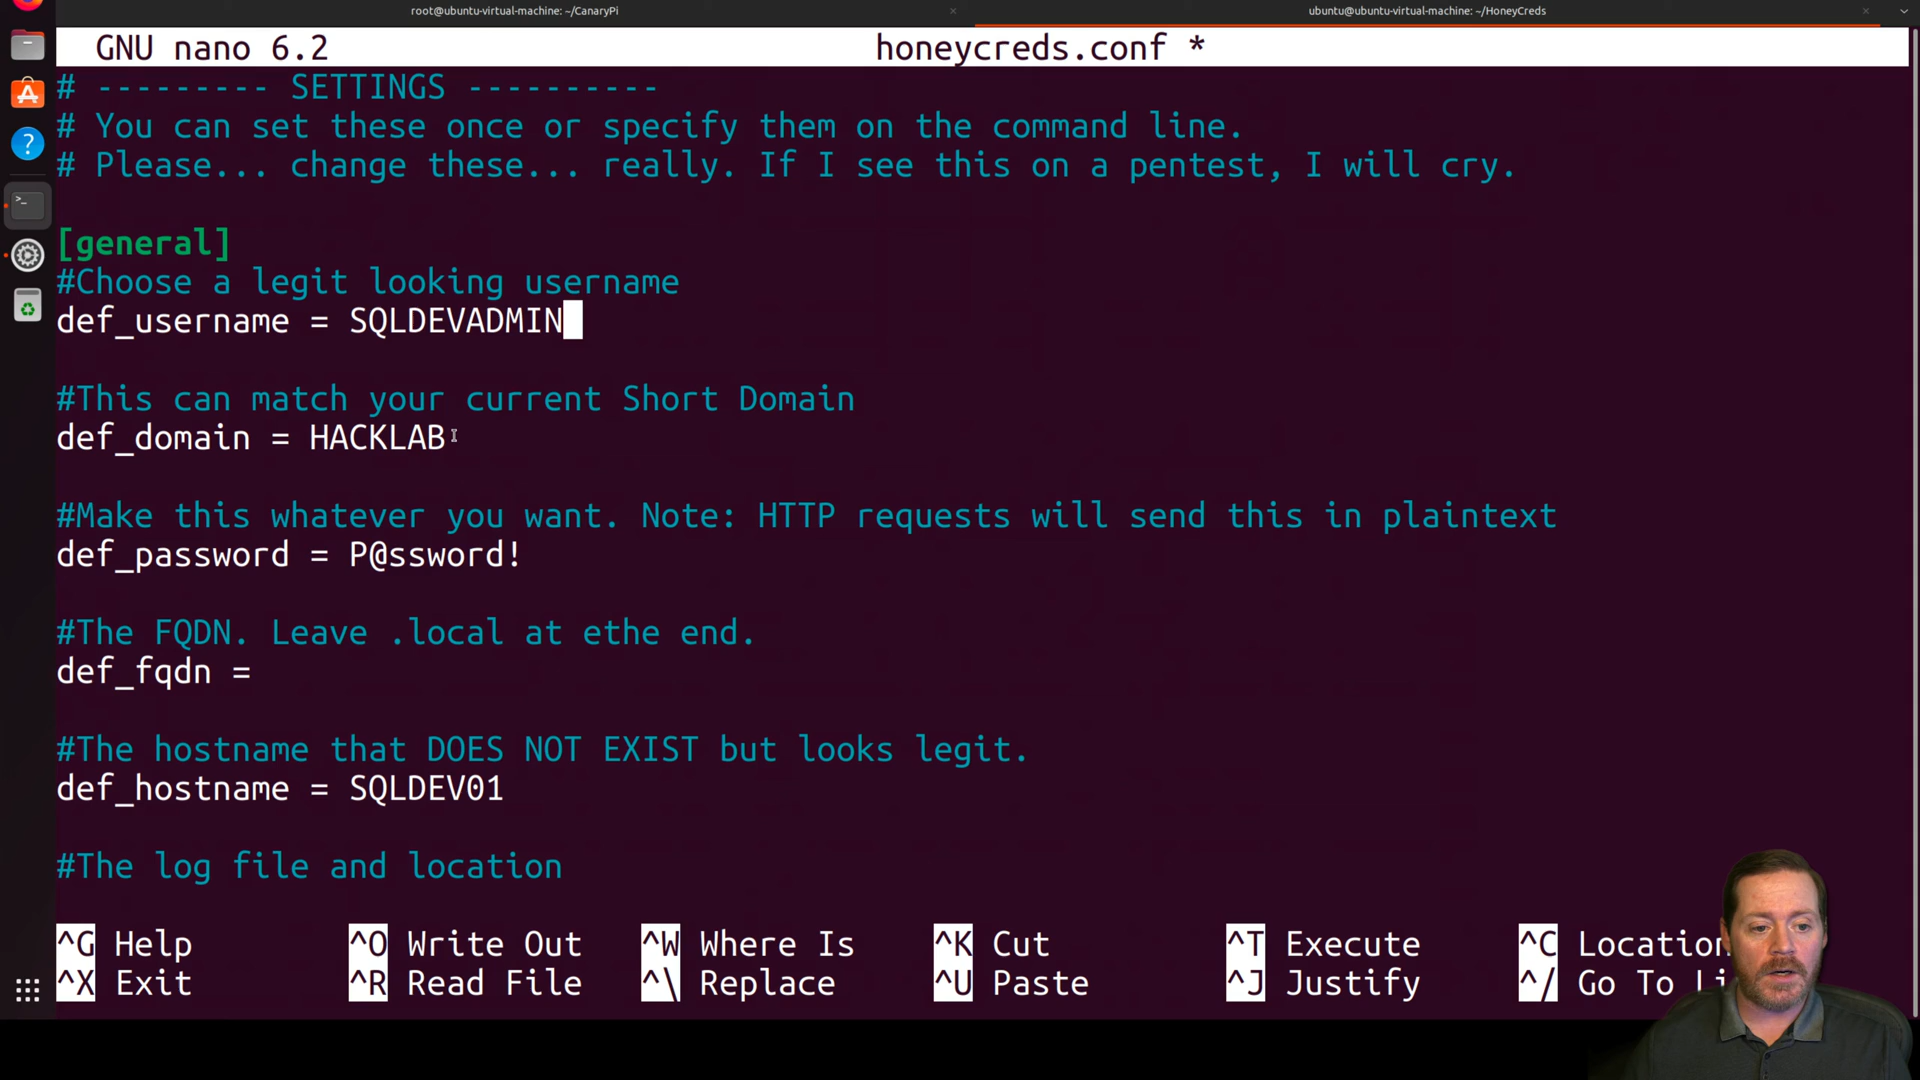 root@ubuntu-virtual-machine: ~/CanaryPi
ubuntu@ubuntu-virtual-machine: ~/HoneyCreds
GNU nano 6.2 honeycreds.conf *
# --------- SETTINGS ----------
# You can set these once or specify them on the command line.
# Please... change these... really. If I see this on a pentest, I will cry.
[general]
#Choose a legit looking username
def_username = SQLDEVADMIN
#This can match your current Short Domain
def_domain = HACKLAB
#Make this whatever you want. Note: HTTP requests will send this in plaintext
def_password = P@ssword!
#The FQDN. Leave .local at ethe end.
def_fqdn =
#The hostname that DOES NOT EXIST but looks legit.
def_hostname = SQLDEV01
#The log file and location
^G Help ^O Write Out ^W Where Is ^K Cut ^T Execute ^C Location
^X Exit ^R Read File ^\ Replace ^U Paste ^J Justify ^/ Go To Li